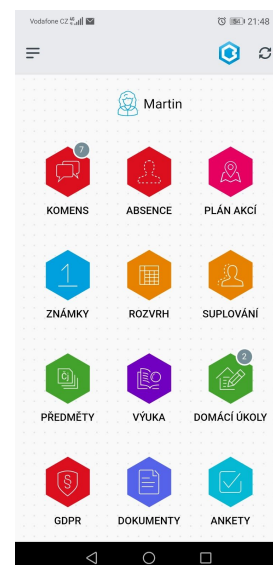 Vodafone CZ 21:48
Martin
7
KOMENS ABSENCE PLÁN AKCÍ
1
ZNÁMKY ROZVRH SUPLOVÁNÍ
Čj 2
PŘEDMĚTY VÝUKA DOMÁCÍ ÚKOLY
§
GDPR DOKUMENTY ANKETY